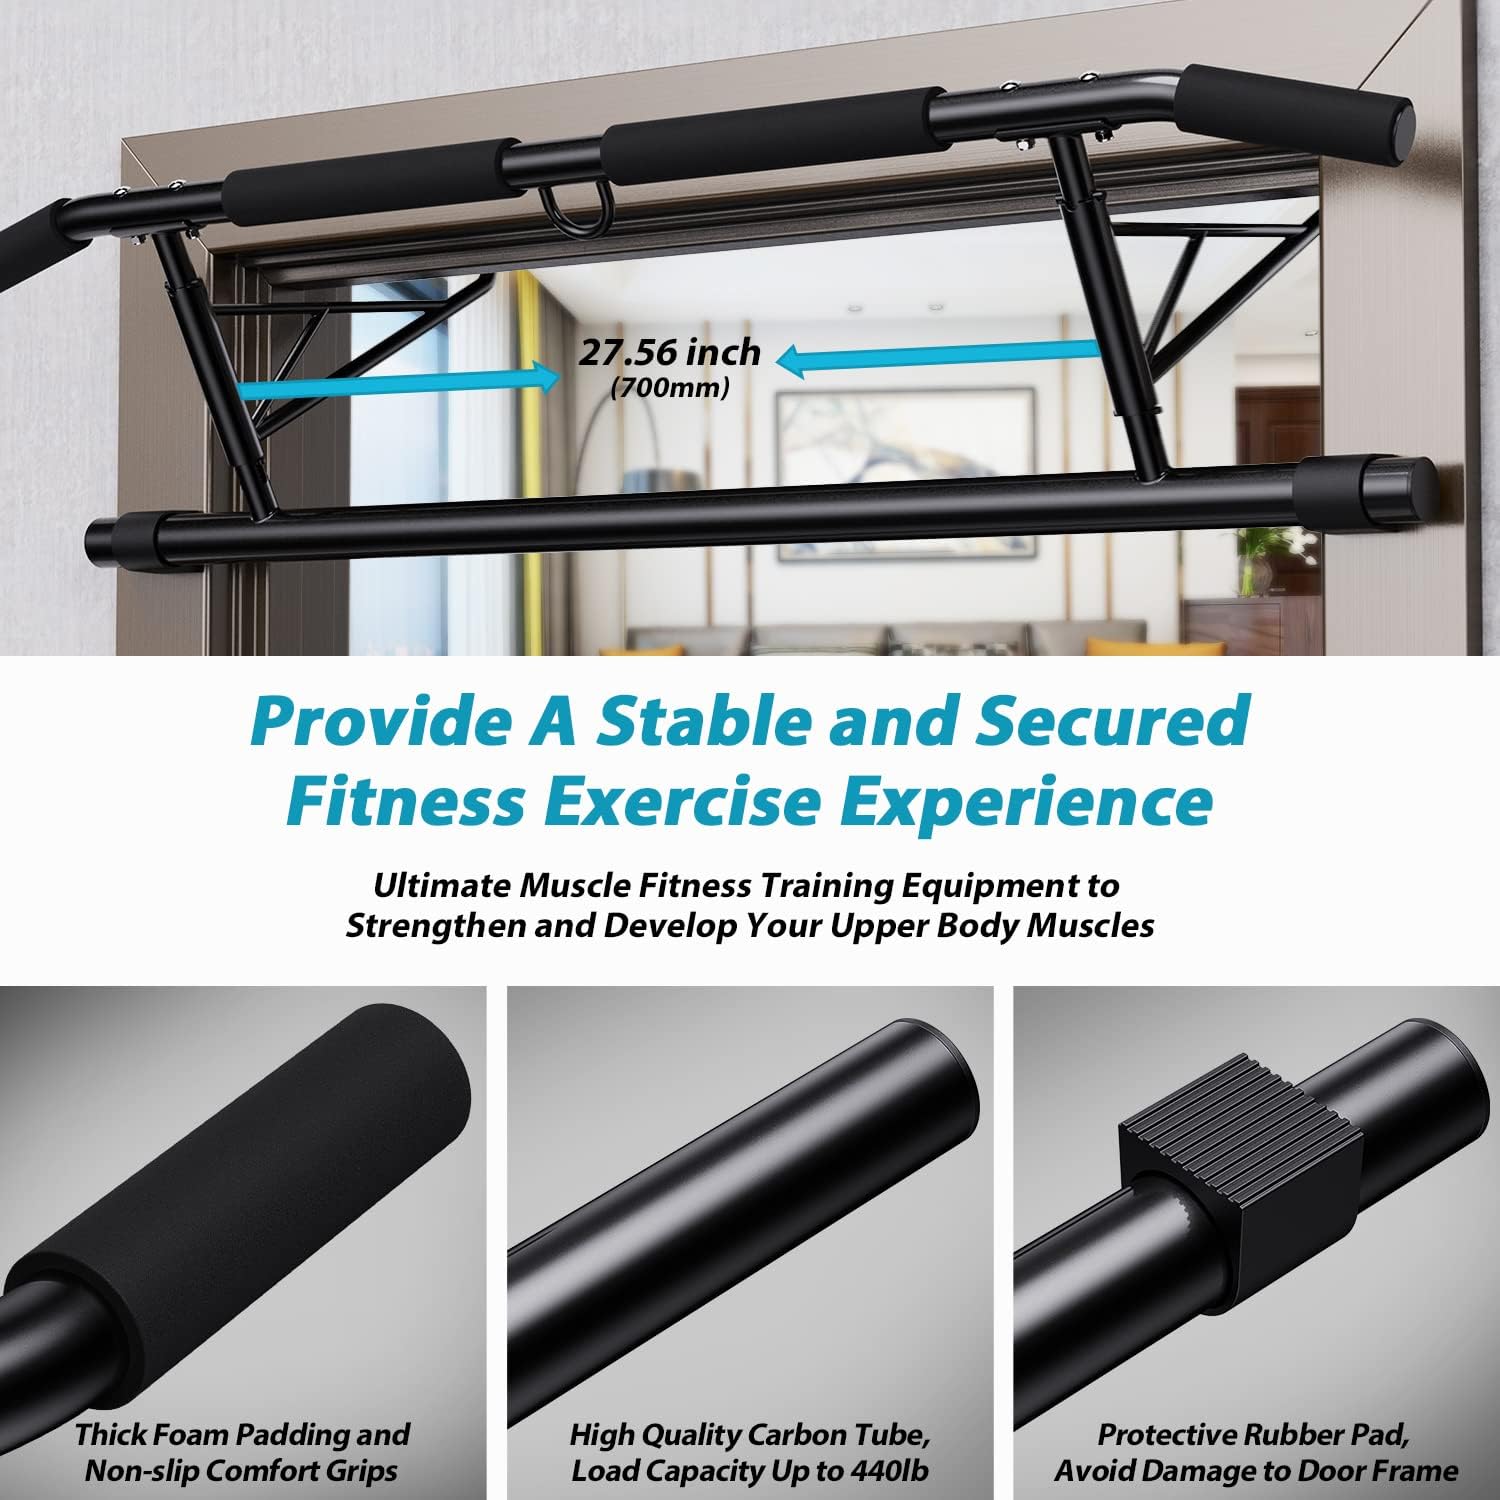 27.56 inch
(700mm)
Provide A Stable and Secured
Fitness Exercise Experience
Ultimate Muscle Fitness Training Equipment to
Strengthen and Develop Your Upper Body Muscles
Thick Foam Padding and
Non-slip Comfort Grips
High Quality Carbon Tube,
Load Capacity Up to 440lb
Protective Rubber Pad,
Avoid Damage to Door Frame